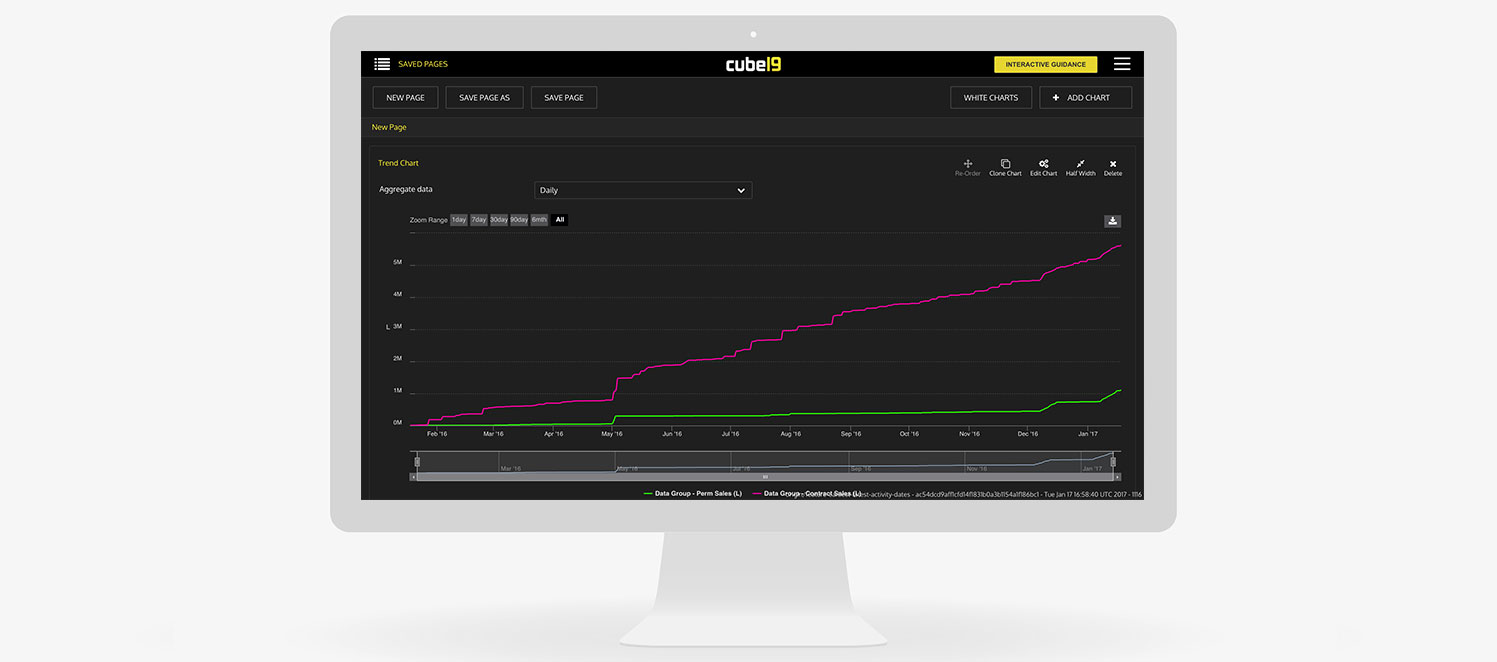 SAVED PAGES
cube19
INTERACTIVE GUIDANCE
NEW PAGE
SAVE PAGE AS
SAVE PAGE
WHITE CHARTS
+ ADD CHART
New Page
Trend Chart
Re-Order
Clone Chart
Edit Chart
Half Width
Delete
Aggregate data
Daily
Zoom Range
1day
7day
30day
90day
6mth
All
5M
4M
L
3M
2M
1M
0M
Feb '16
Mar '16
Apr '16
May '16
Jun '16
Jul '16
Aug '16
Sep '16
Oct '16
Nov '16
Dec '16
Jan '17
Mar '16
May '16
Jul '16
Sep '16
Nov '16
Jan '17
Data Group - Perm Sales (L)
Data Group - Contract Sales (L)
Tue Jan 17 16:58:40 UTC 2017 - 1116